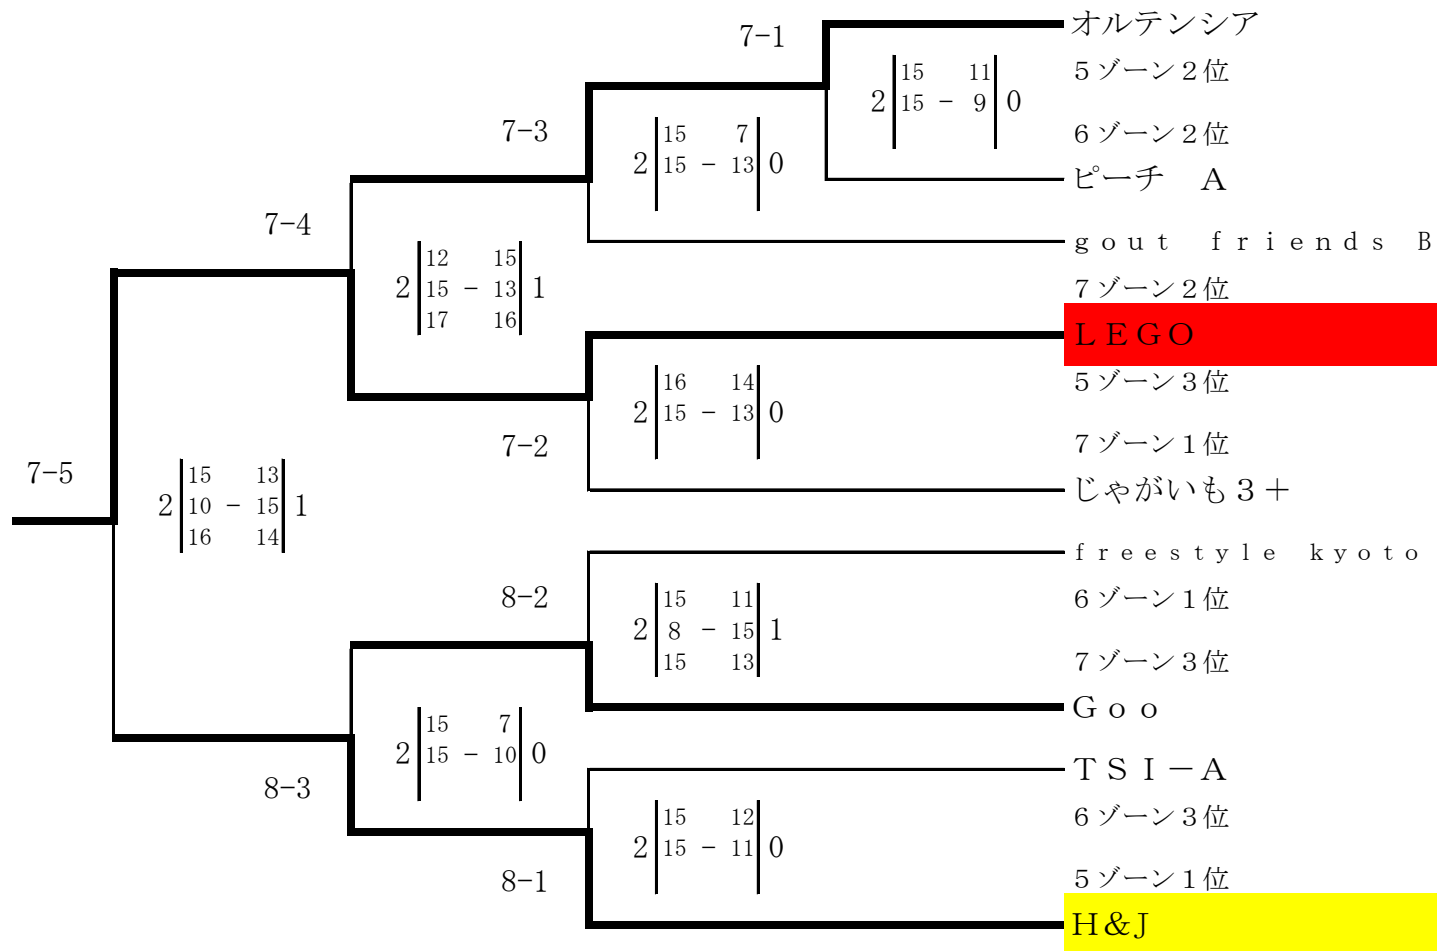 オルテンシア
7-1
5ゾーン2位
2 15 - 11 0
15 - 9
6ゾーン2位
7-3
2 15 - 7 0
15 - 13
ピーチ　A
7-4
gout friends B
2 12 - 15 1
15 - 13
17 - 16
7ゾーン2位
LEGO
5ゾーン3位
2 16 - 14 0
15 - 13
7-2
7ゾーン1位
7-5
じゃがいも3+
2 15 - 13 1
10 - 15
16 - 14
freestyle kyoto
8-2
6ゾーン1位
2 15 - 11 1
8 - 15
15 - 13
7ゾーン3位
Goo
2 15 - 7 0
15 - 10
TSI-A
8-3
6ゾーン3位
2 15 - 12 0
15 - 11
8-1
5ゾーン1位
H&J